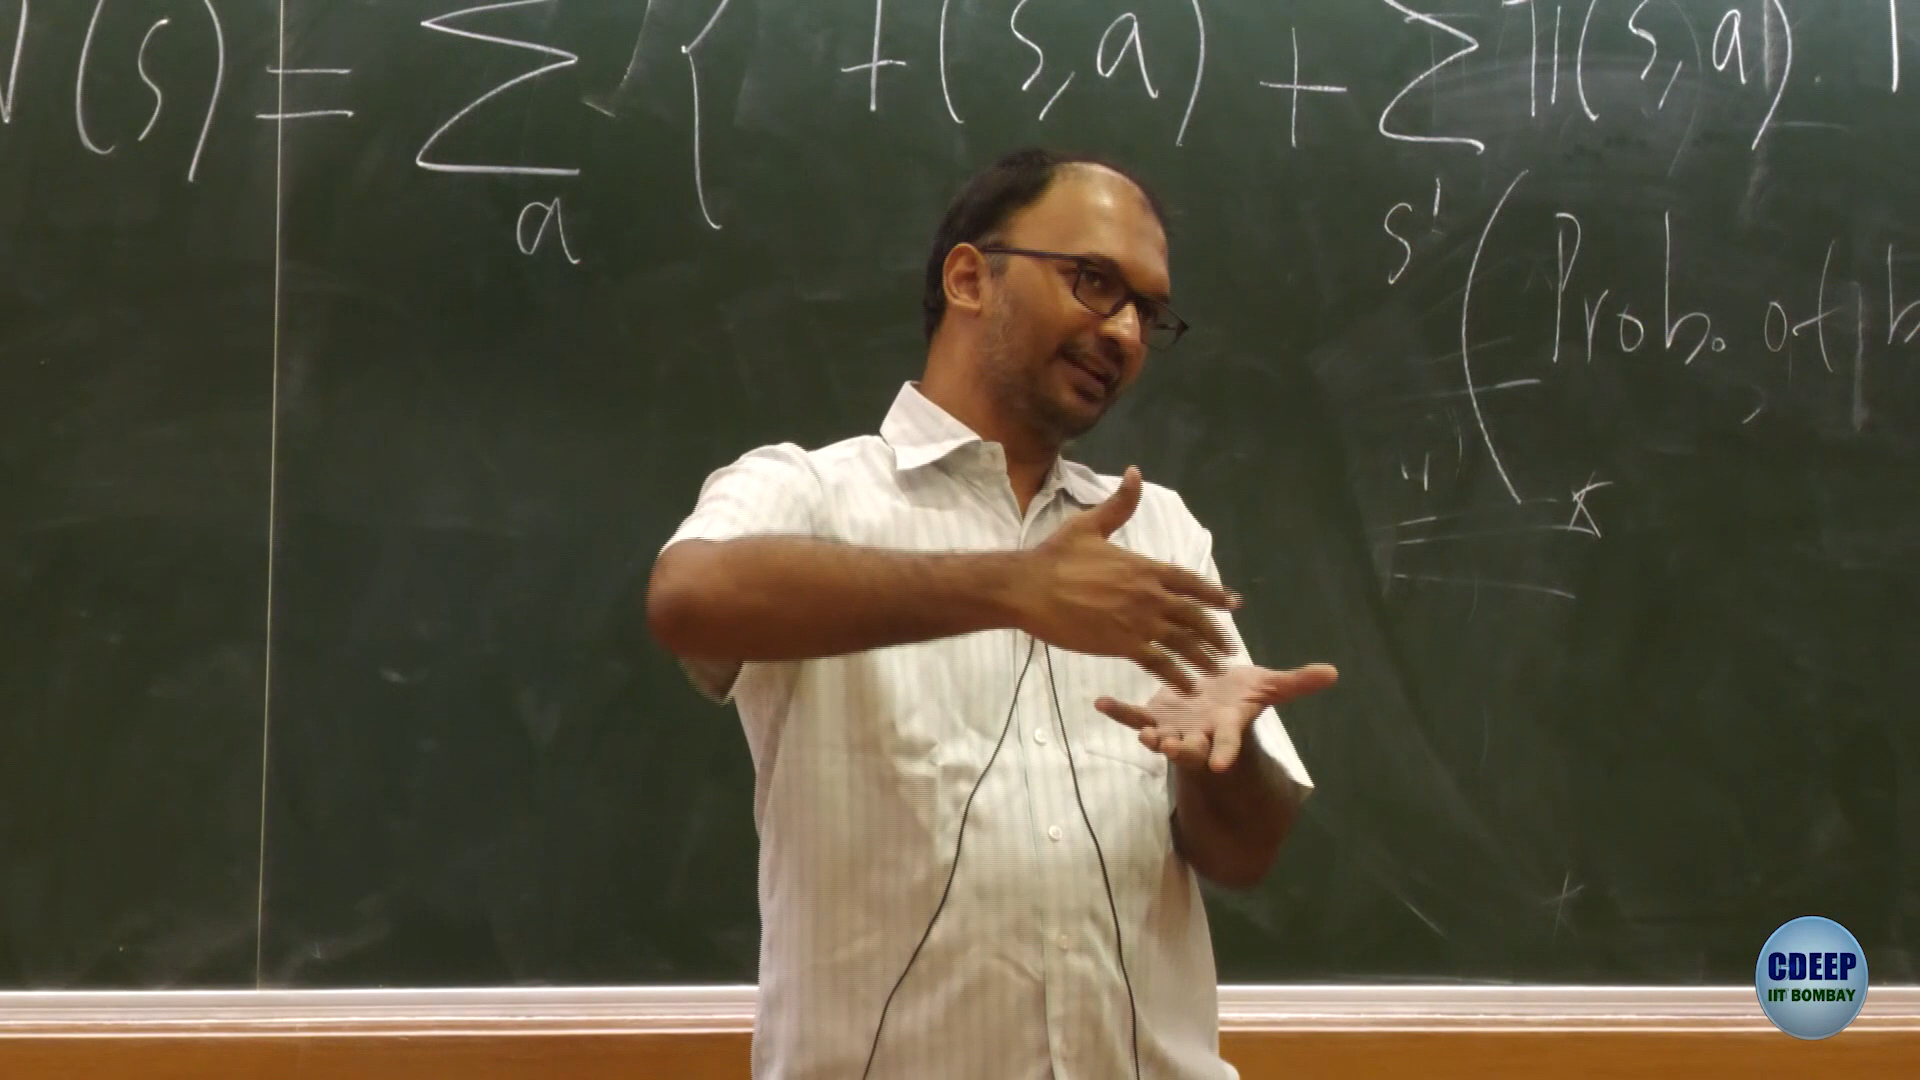 (s) = Σ { + (s,a) + Σ Π(s,a).
a s'
(Prob. of
CDEEP
IIT BOMBAY